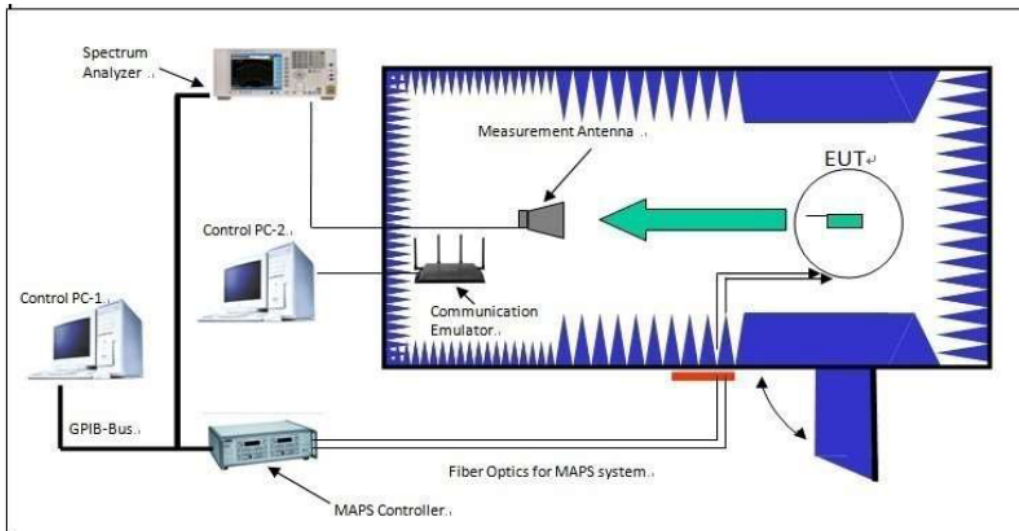 Spectrum
Analyzer
Measurement Antenna
EUT↵
Control PC-2
Control PC-1
Communication
Emulator
GPIB-Bus
Fiber Optics for MAPS system
MAPS Controller